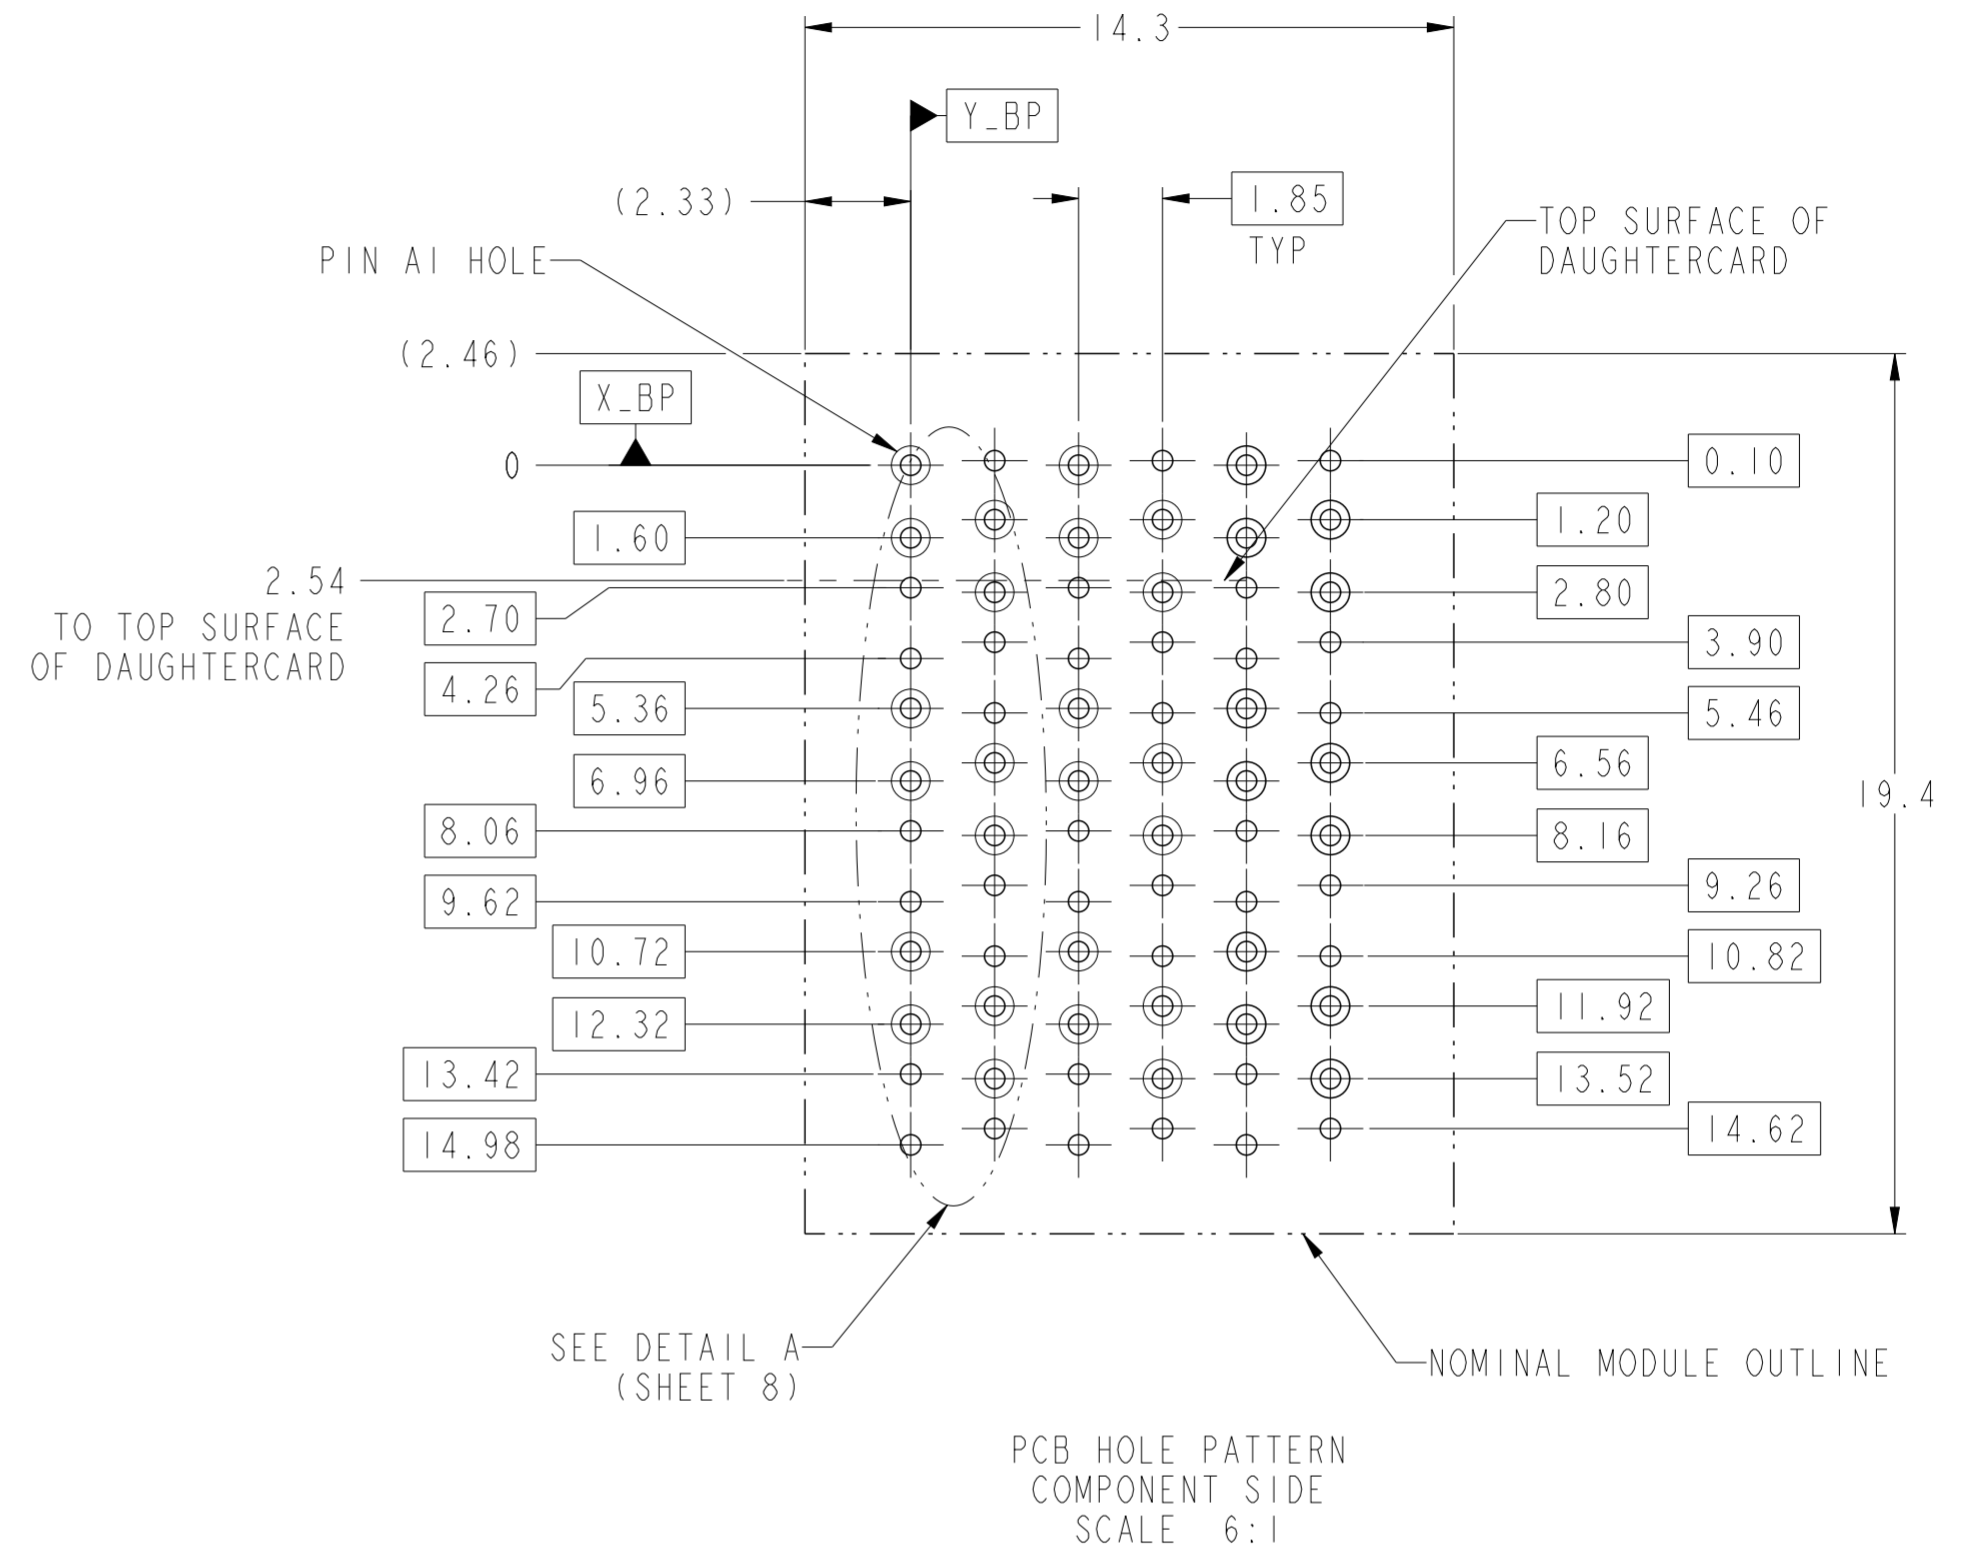 14.3
Y_BP
(2.33)
1.85
TYP
TOP SURFACE OF
DAUGHTERCARD
PIN A1 HOLE
(2.46)
X_BP
0
0.10
1.20
1.60
2.54
TO TOP SURFACE
OF DAUGHTERCARD
2.70
2.80
3.90
4.26
5.36
5.46
6.56
6.96
19.4
8.06
8.16
9.26
9.62
10.72
10.82
11.92
12.32
13.42
13.52
14.62
14.98
SEE DETAIL A
(SHEET 8)
NOMINAL MODULE OUTLINE
PCB HOLE PATTERN
COMPONENT SIDE
SCALE 6:1